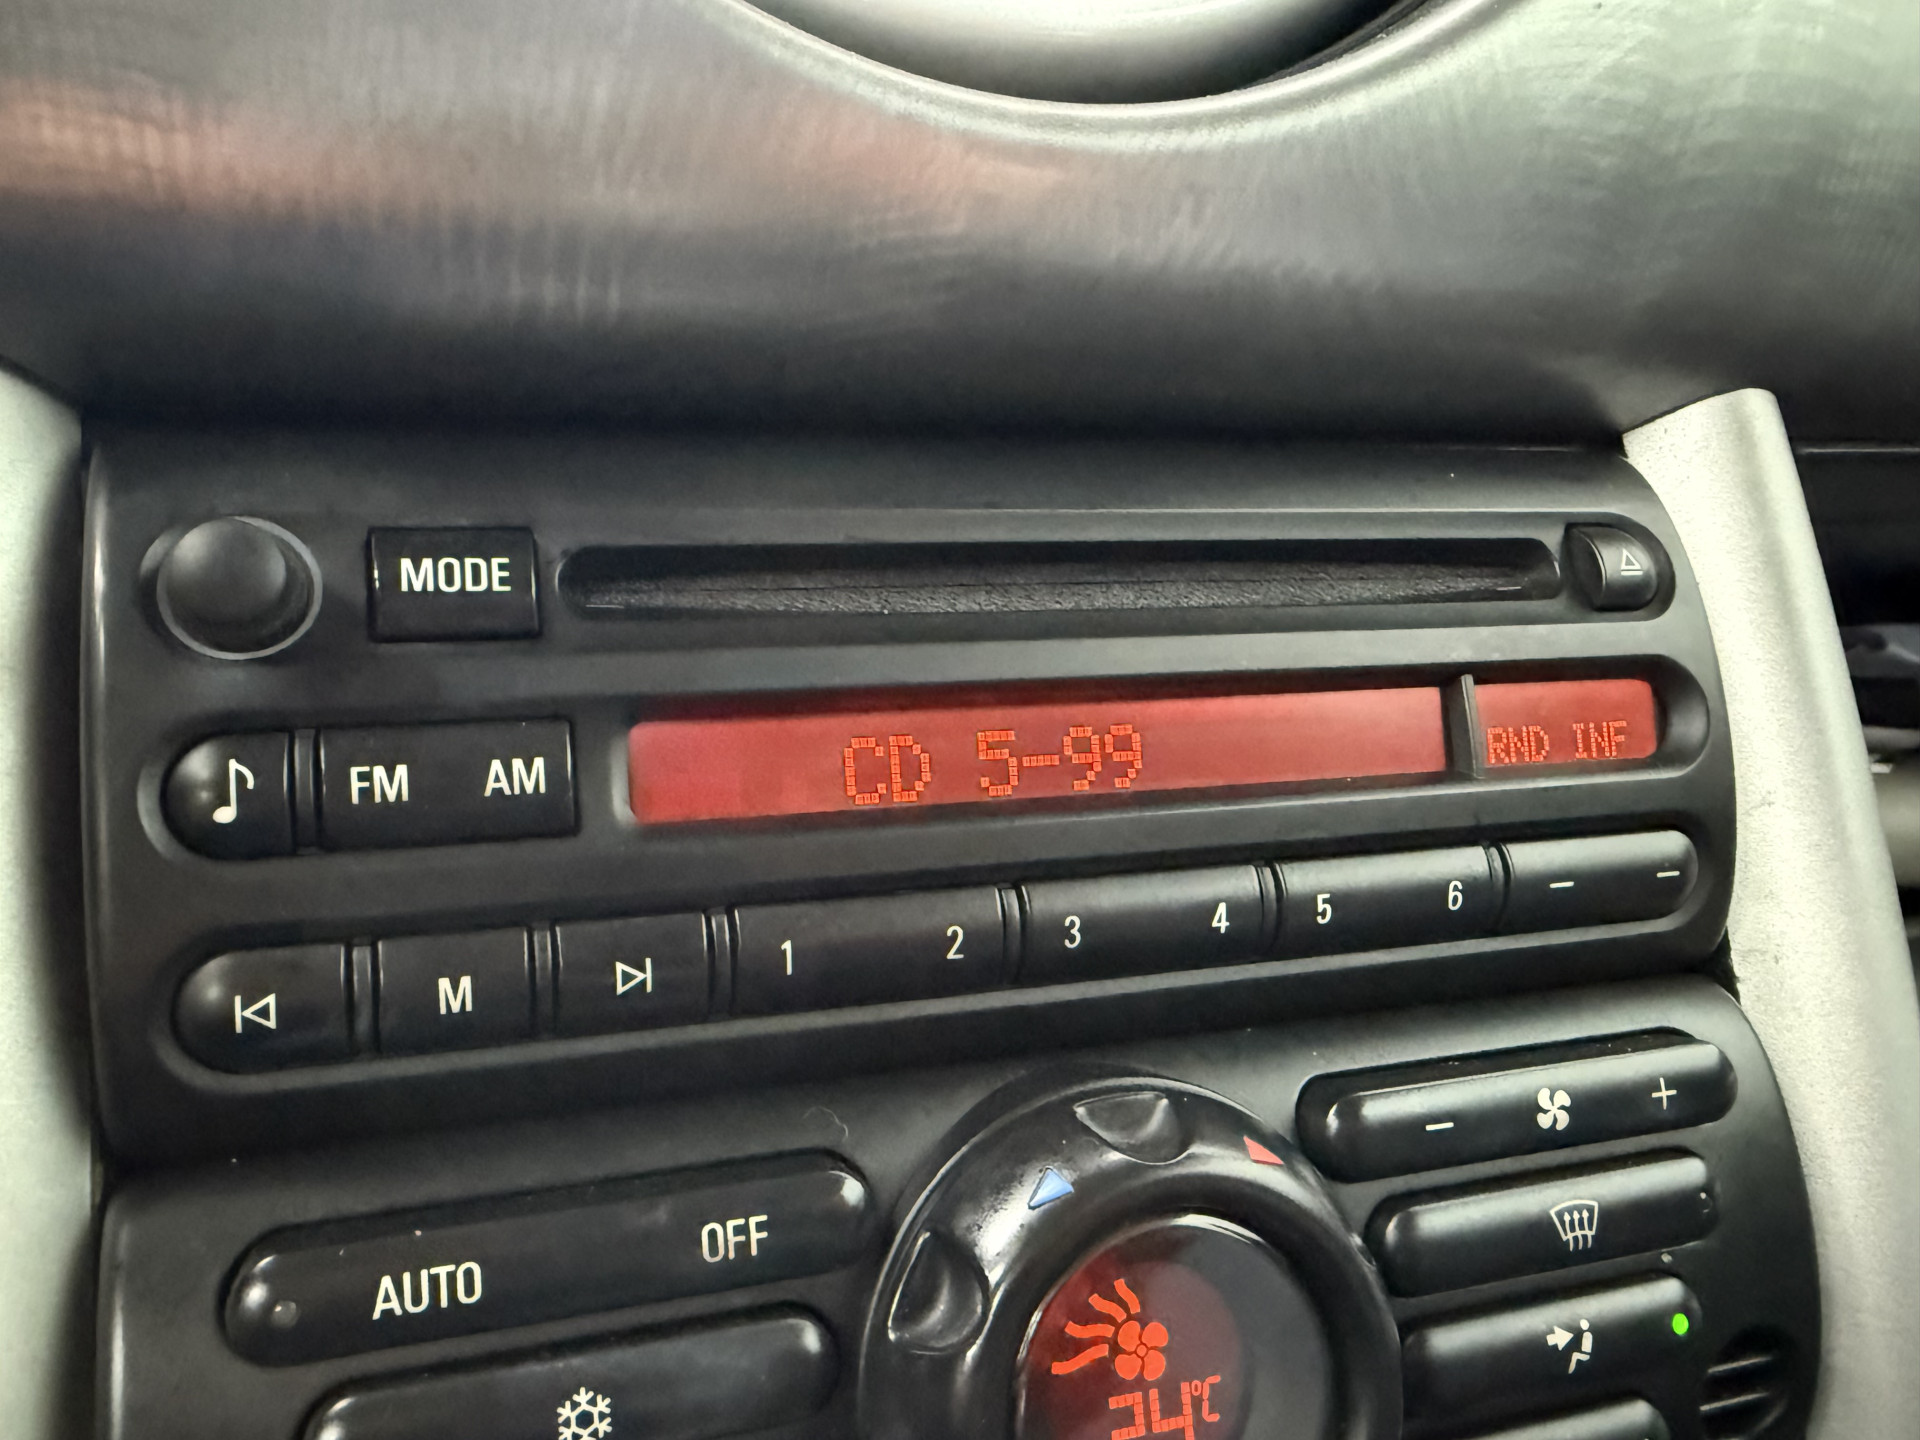 MODE
FM AM CD 5-99 RND INF
M 1 2 3 4 5 6 — —
− +
AUTO OFF
24°C